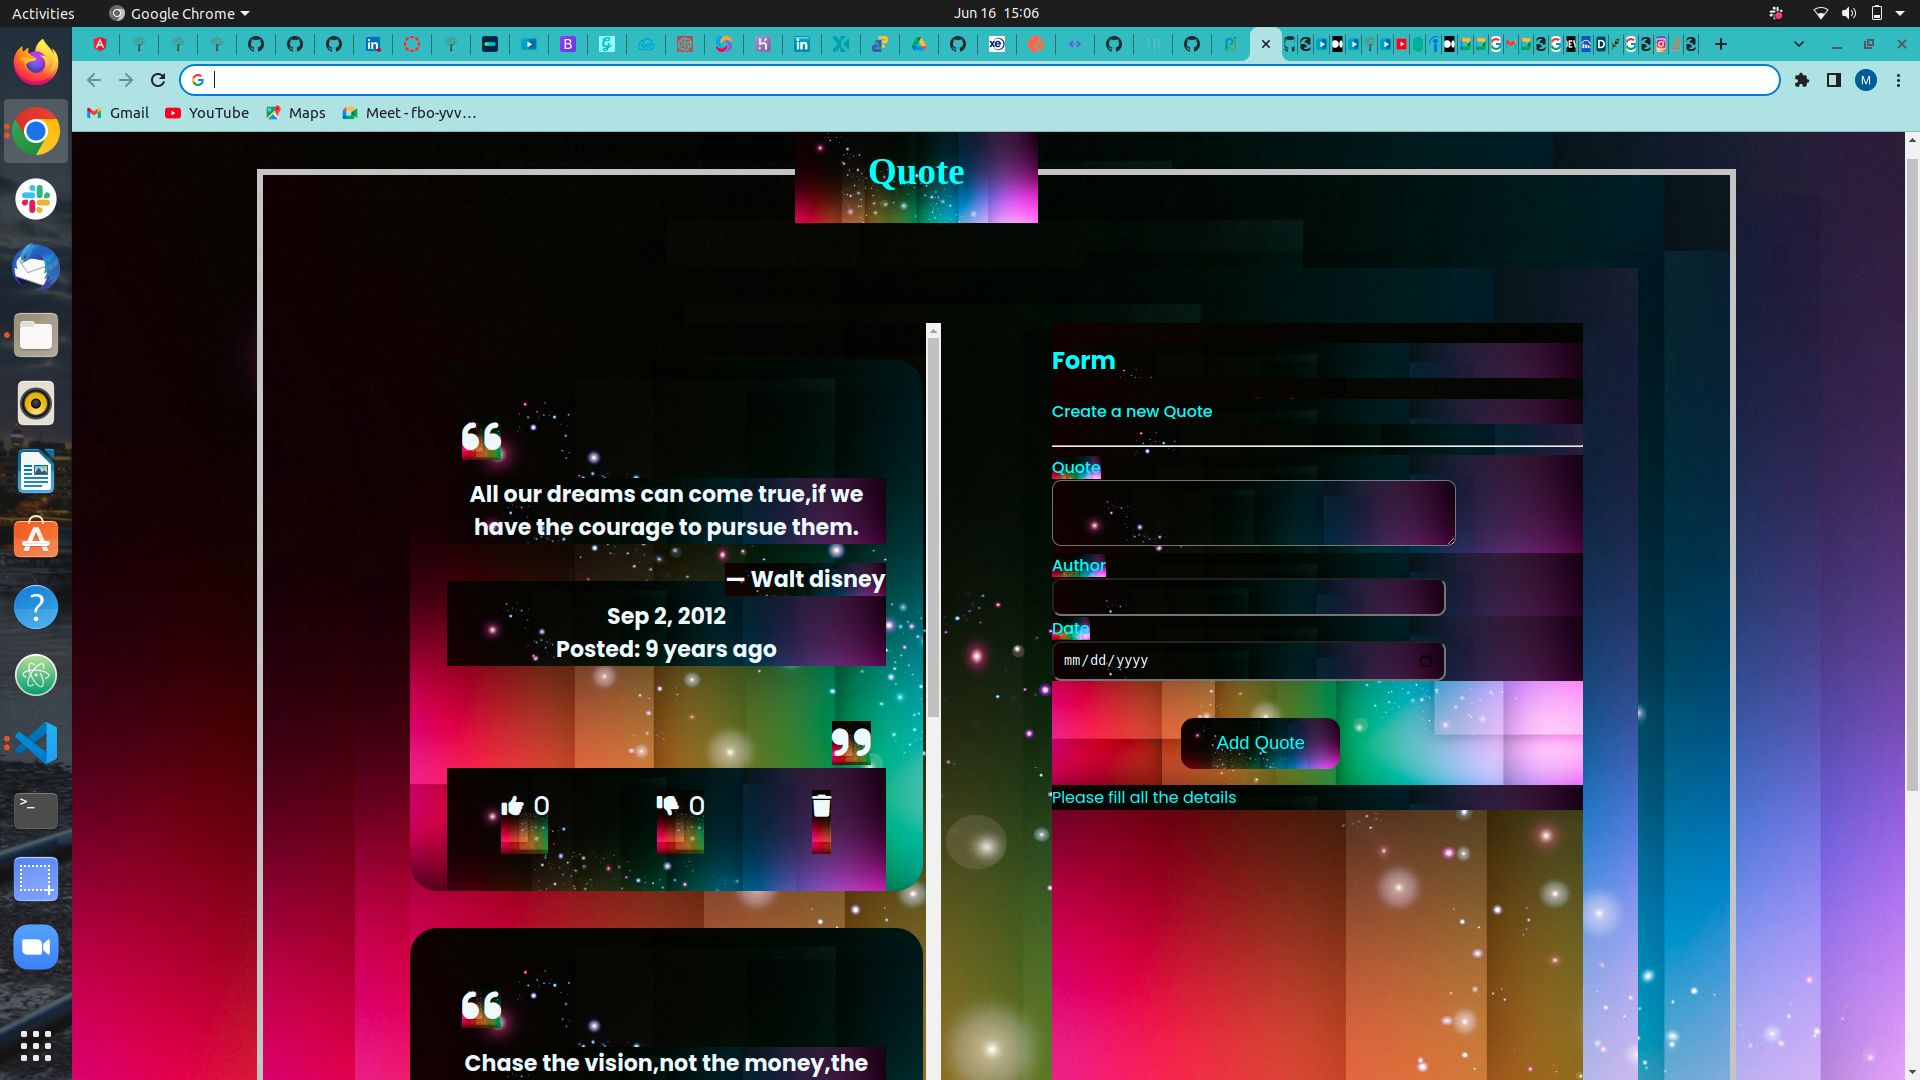 Activities
Google Chrome
Jun 16 15:06
M
Gmail
YouTube
Maps
Meet - fbo-yvv...
Quote
All our dreams can come true,if we
have the courage to pursue them.
— Walt disney
Sep 2, 2012
Posted: 9 years ago
0
0
Chase the vision,not the money,the
Form
Create a new Quote
Quote
Author
Date
mm/dd/yyyy
Add Quote
Please fill all the details